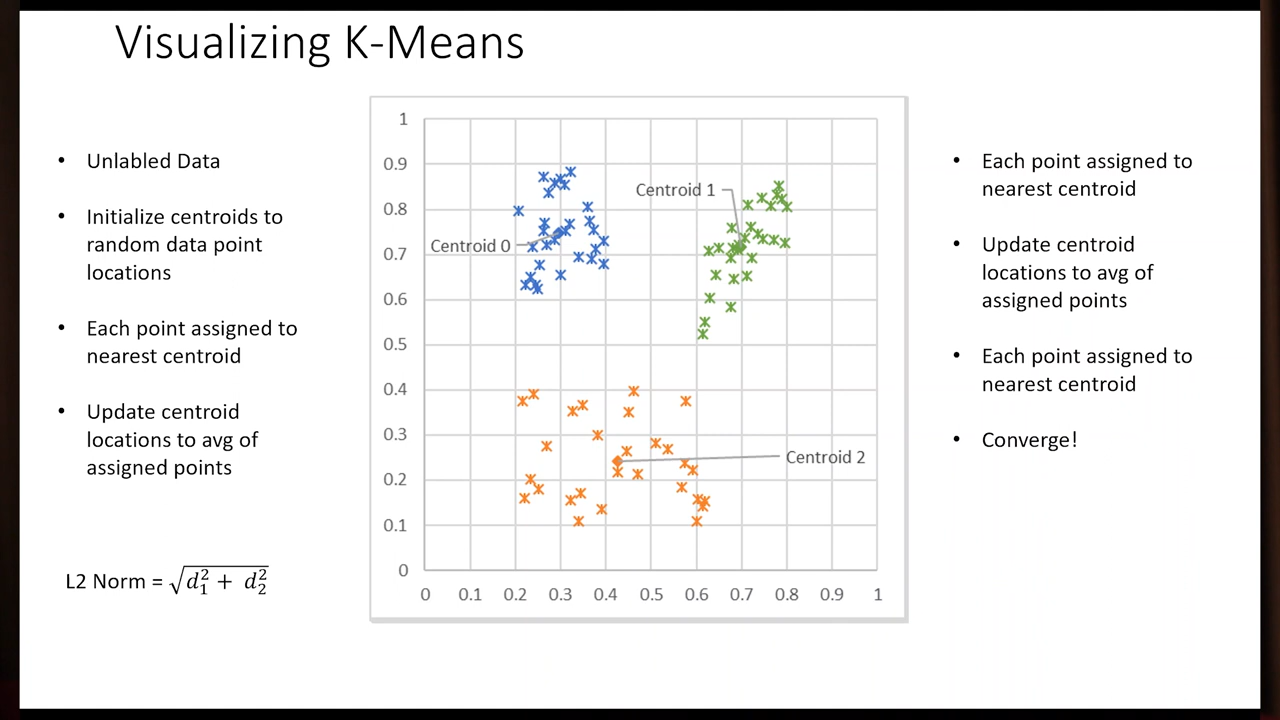 Visualizing K-Means
• Unlabled Data
• Initialize centroids to
random data point
locations
• Each point assigned to
nearest centroid
• Update centroid
locations to avg of
assigned points
L2 Norm = √(d₁² + d₂²)
1
0.9
0.8
0.7
0.6
0.5
0.4
0.3
0.2
0.1
0
0 0.1 0.2 0.3 0.4 0.5 0.6 0.7 0.8 0.9 1
Centroid 0
Centroid 1
Centroid 2
• Each point assigned to
nearest centroid
• Update centroid
locations to avg of
assigned points
• Each point assigned to
nearest centroid
• Converge!